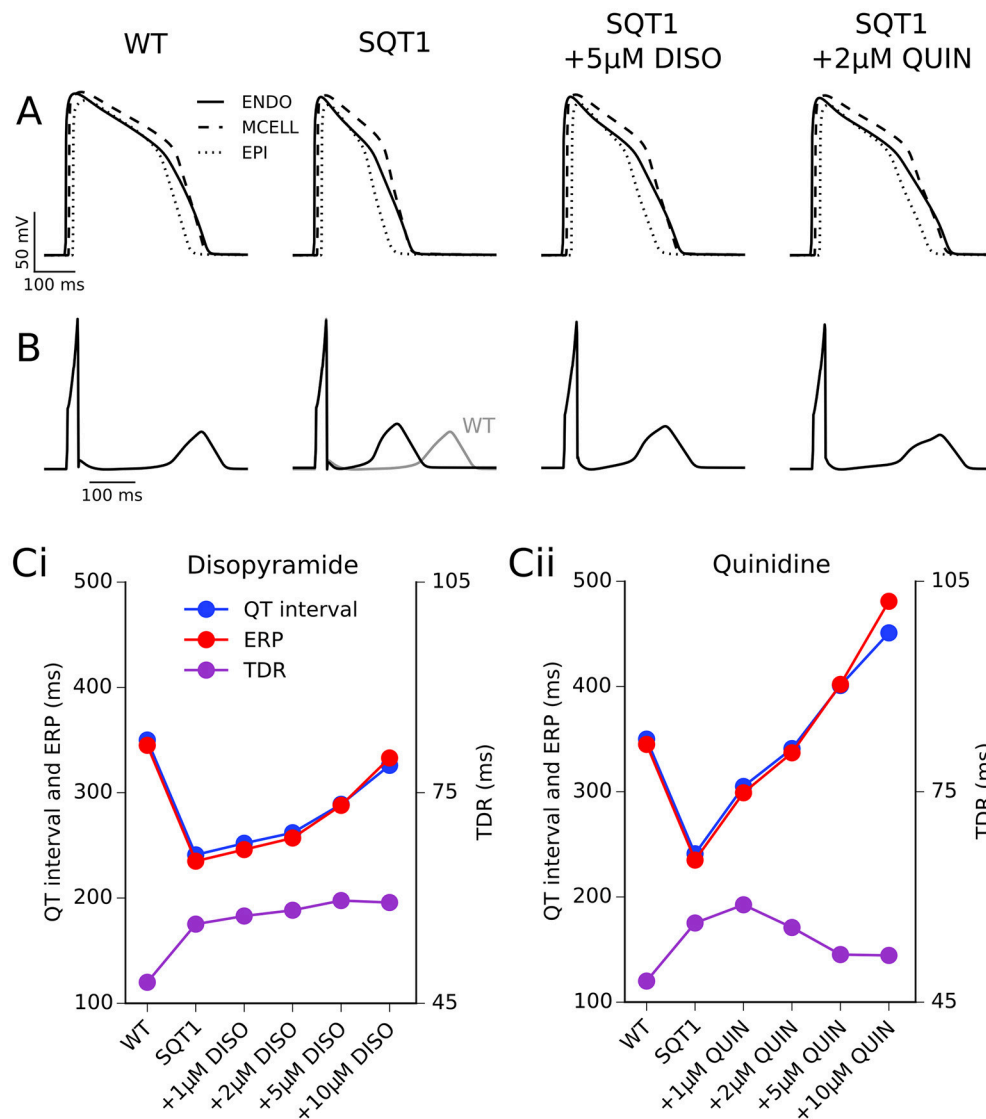 WT
SQT1
SQT1
+5μM DISO
SQT1
+2μM QUIN
A
ENDO
MCELL
EPI
50 mV
100 ms
B
WT
100 ms
Ci
Disopyramide
500
400
300
200
100
QT interval and ERP (ms)
QT interval
ERP
TDR
105
75
45
TDR (ms)
WT
SQT1
+1μM DISO
+2μM DISO
+5μM DISO
+10μM DISO
Cii
Quinidine
500
400
300
200
100
QT interval and ERP (ms)
105
75
45
TDR (ms)
WT
SQT1
+1μM QUIN
+2μM QUIN
+5μM QUIN
+10μM QUIN